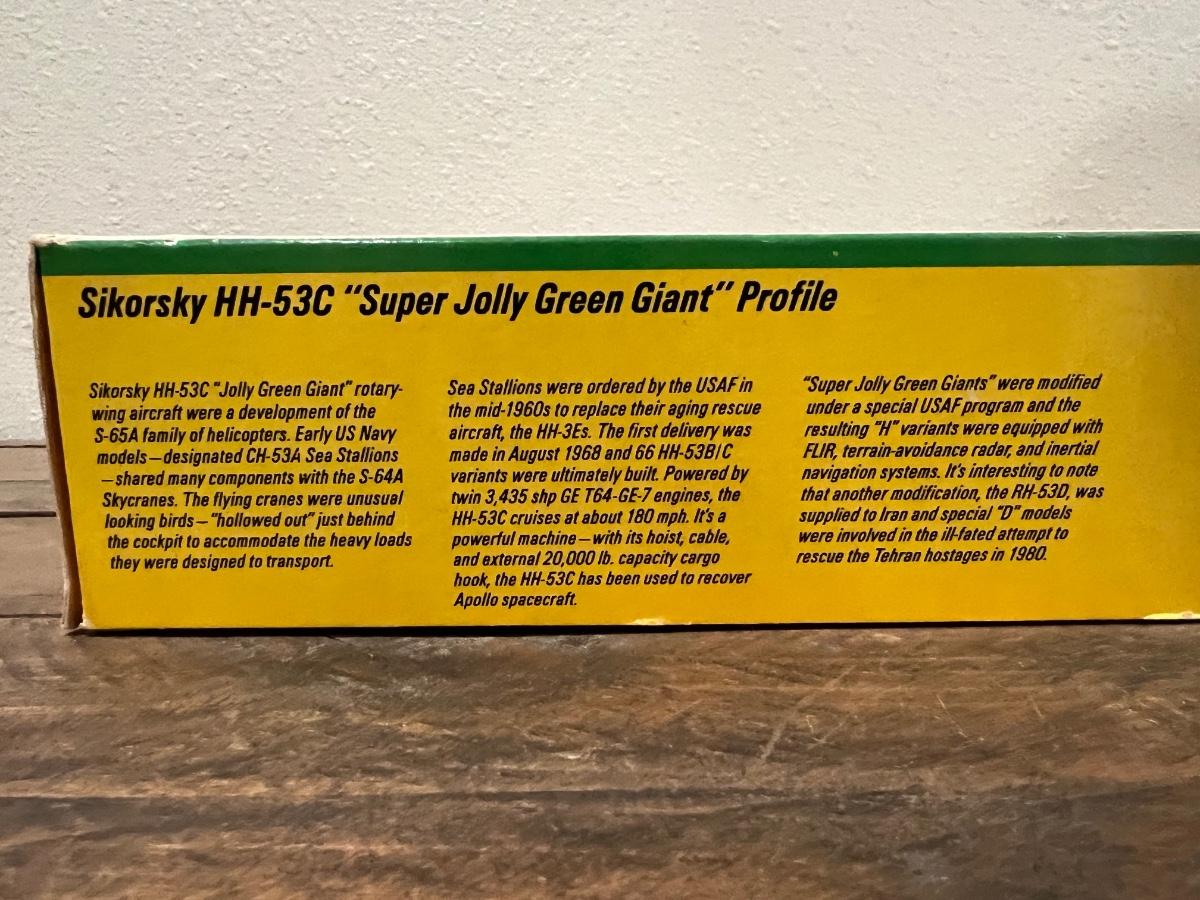 Sikorsky HH-53C "Super Jolly Green Giant" Profile
Sikorsky HH-53C "Jolly Green Giant" rotary-
wing aircraft were a development of the
S-65A family of helicopters. Early US Navy
models—designated CH-53A Sea Stallions
—shared many components with the S-64A
Skycranes. The flying cranes were unusual
looking birds—"hollowed out" just behind
the cockpit to accommodate the heavy loads
they were designed to transport.
Sea Stallions were ordered by the USAF in
the mid-1960s to replace their aging rescue
aircraft, the HH-3Es. The first delivery was
made in August 1968 and 66 HH-53B/C
variants were ultimately built. Powered by
twin 3,435 shp GE T64-GE-7 engines, the
HH-53C cruises at about 180 mph. It's a
powerful machine—with its hoist, cable,
and external 20,000 lb. capacity cargo
hook, the HH-53C has been used to recover
Apollo spacecraft.
"Super Jolly Green Giants" were modified
under a special USAF program and the
resulting "H" variants were equipped with
FLIR, terrain-avoidance radar, and inertial
navigation systems. It's interesting to note
that another modification, the RH-53D, was
supplied to Iran and special "D" models
were involved in the ill-fated attempt to
rescue the Tehran hostages in 1980.